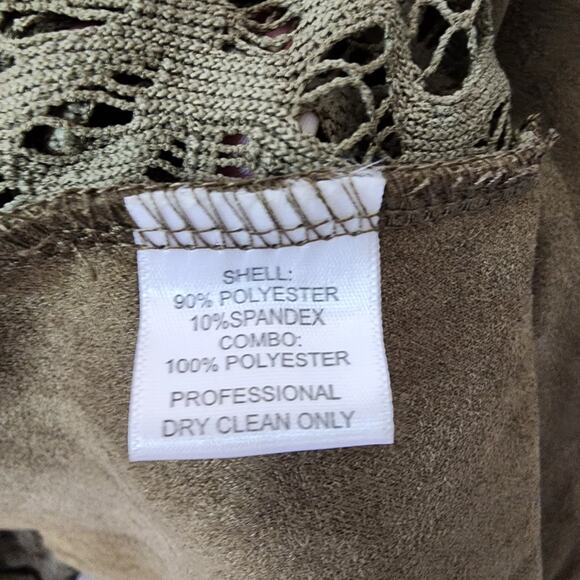 SHELL:
90% POLYESTER
10%SPANDEX
COMBO:
100% POLYESTER
PROFESSIONAL
DRY CLEAN ONLY